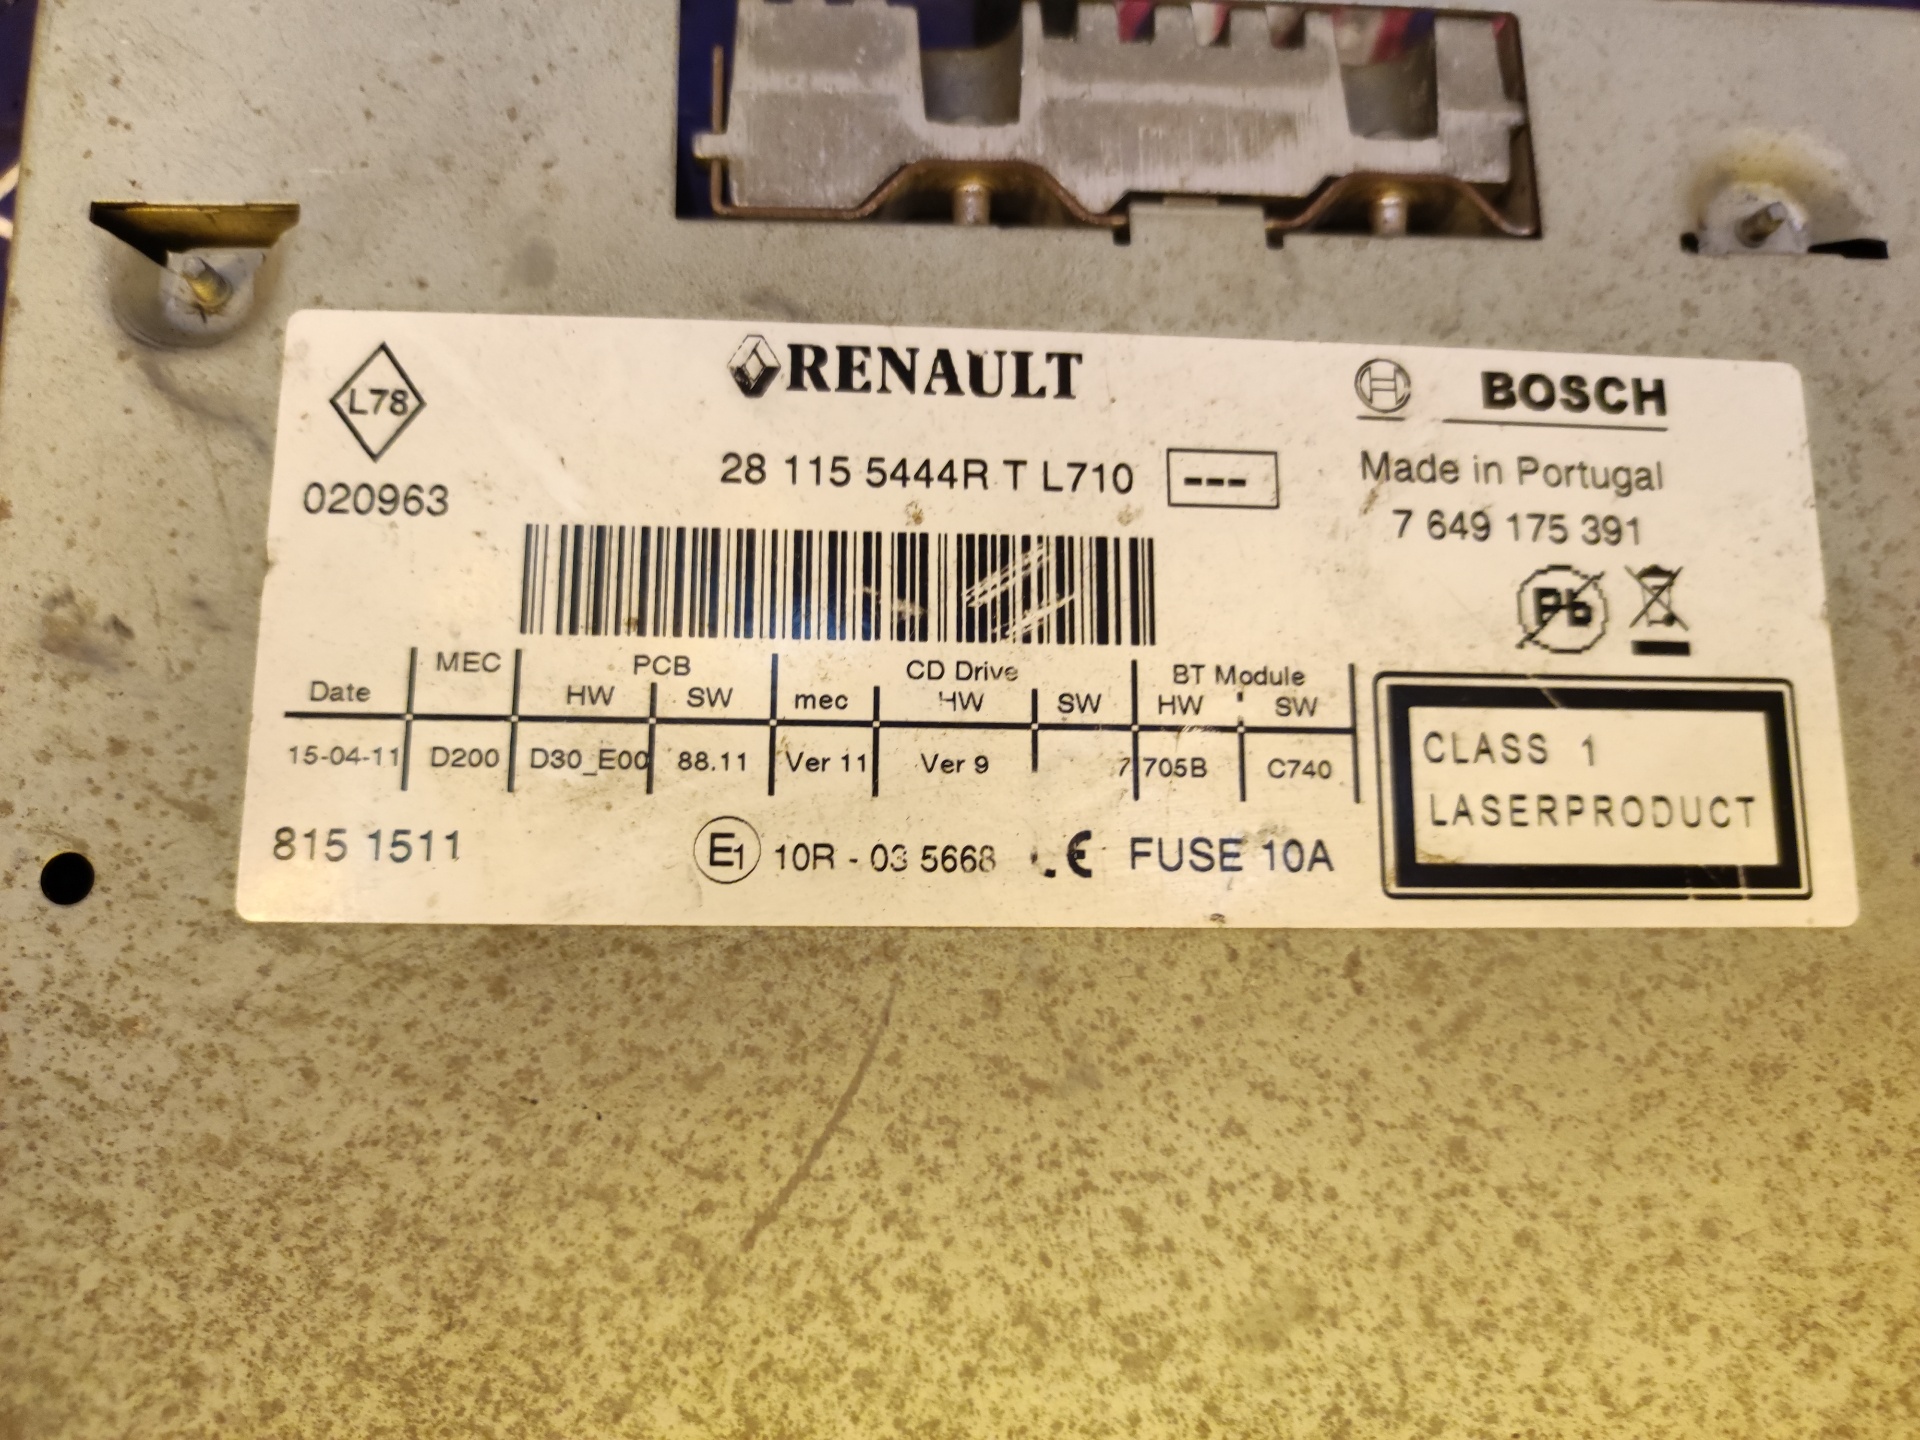 L78
RENAULT
BOSCH
020963
28 115 5444R T L710 ---
Made in Portugal
7 649 175 391
Pb
Date MEC PCB CD Drive BT Module
HW SW mec HW SW HW SW
15-04-11 D200 D30_E00 88.11 Ver 11 Ver 9 7705B C740
CLASS 1
LASERPRODUCT
815 1511
E1 10R - 03 5668 CE FUSE 10A